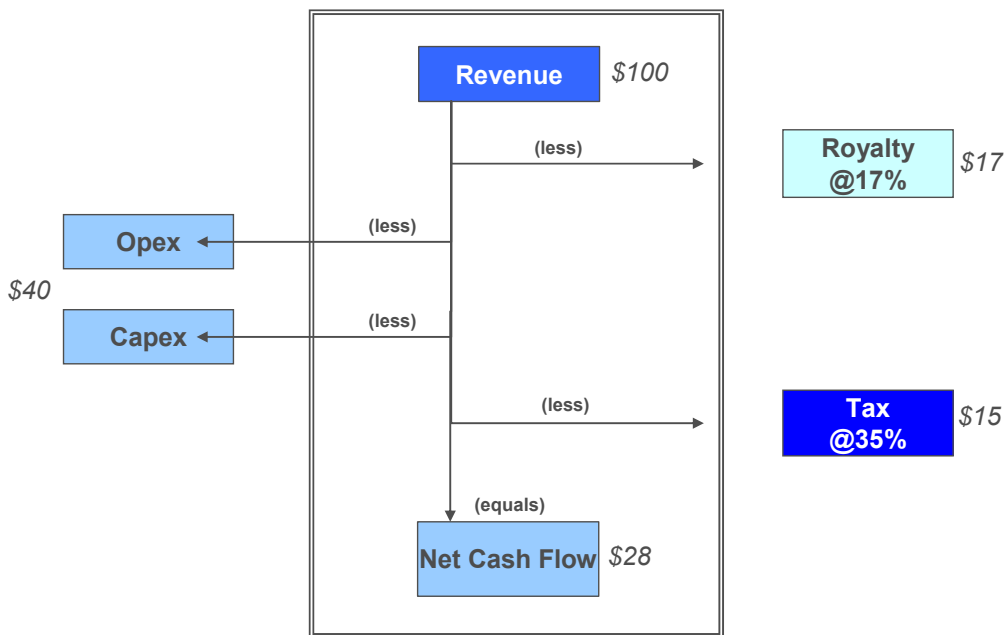 Revenue
$100
(less)
Royalty
@17%
$17
(less)
Opex
$40
(less)
Capex
(less)
Tax
@35%
$15
(equals)
Net Cash Flow
$28